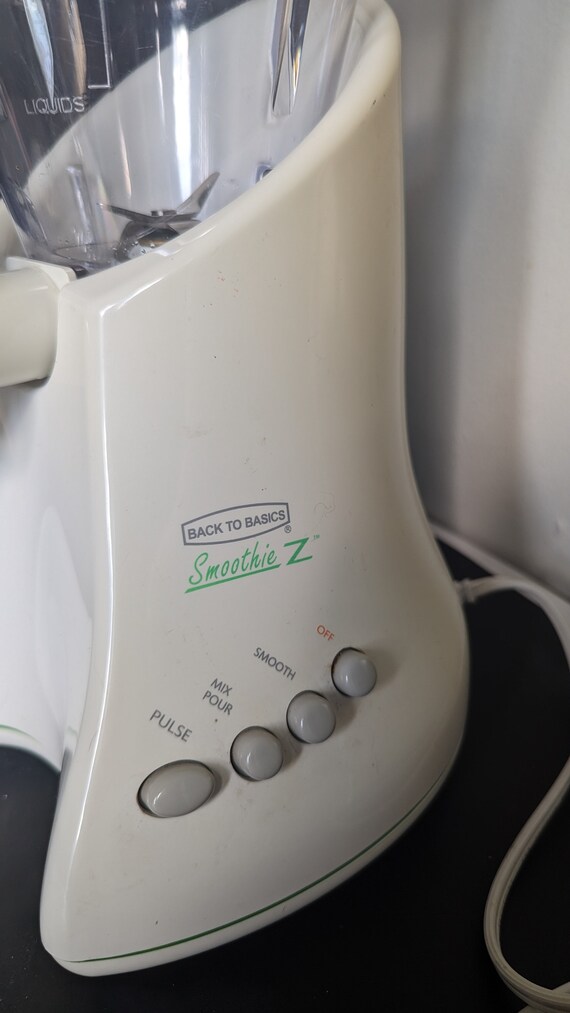 LIQUIDS
BACK TO BASICS®
Smoothie Z™
OFF
SMOOTH
MIX
POUR
PULSE